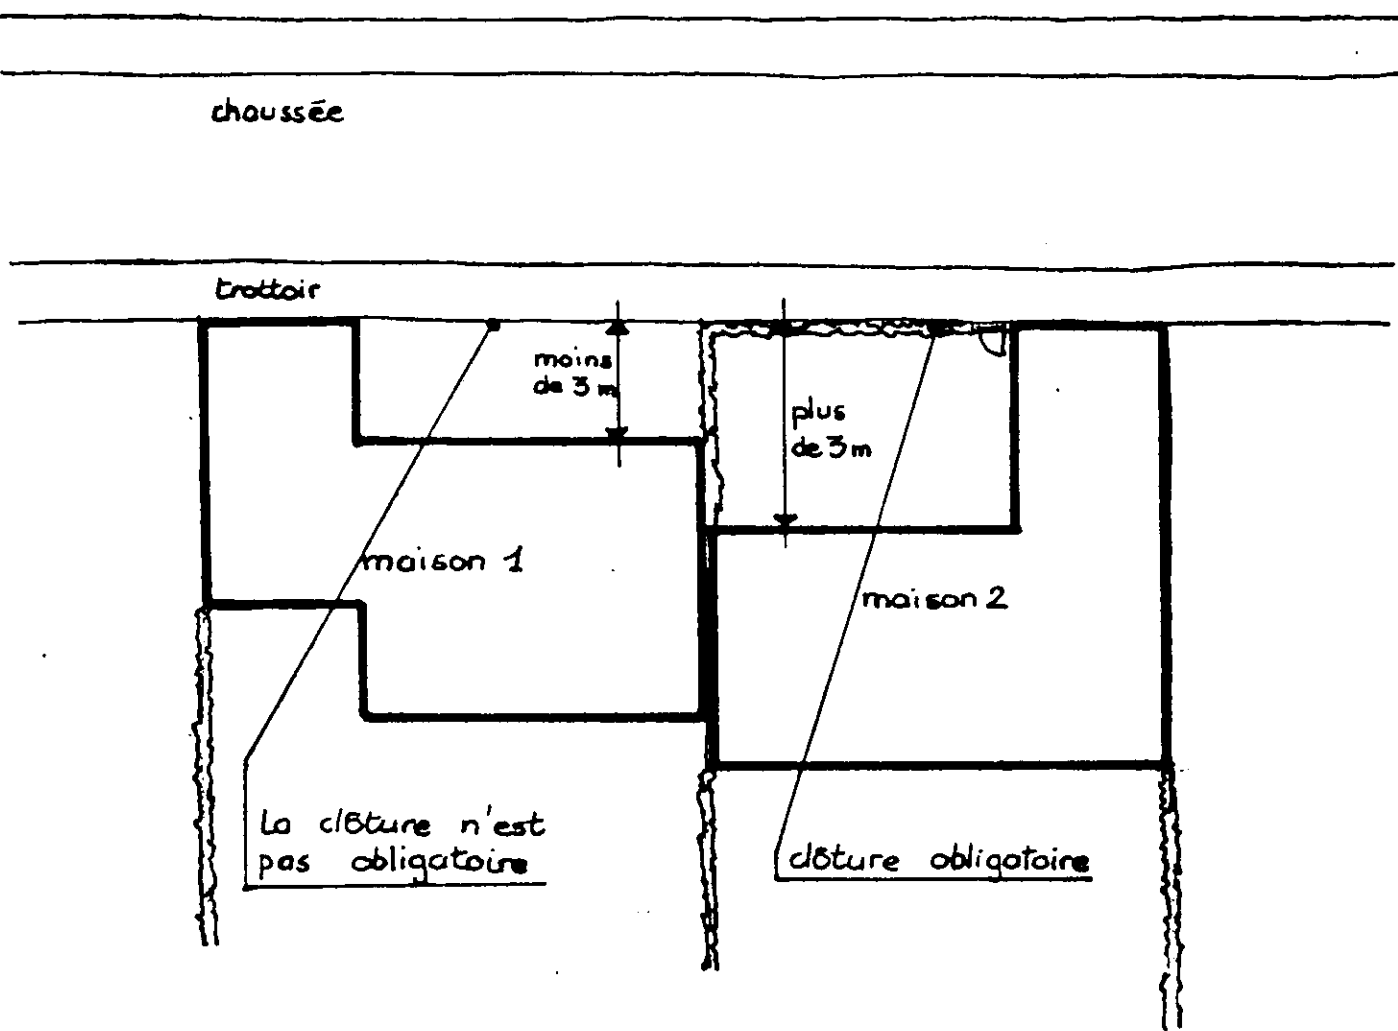 chaussée
trottoir
moins
de 3 m
plus
de 3 m
maison 1
maison 2
La clôture n'est
pas obligatoire
clôture obligatoire